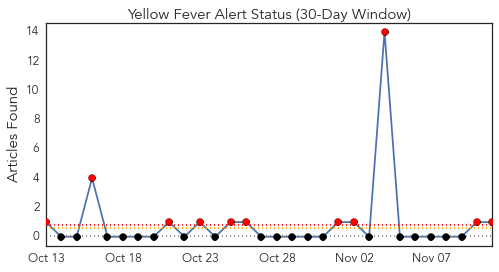 Yellow Fever Alert Status (30-Day Window)
Articles Found
14
12
10
8
6
4
2
0
Oct 13 Oct 18 Oct 23 Oct 28 Nov 02 Nov 07